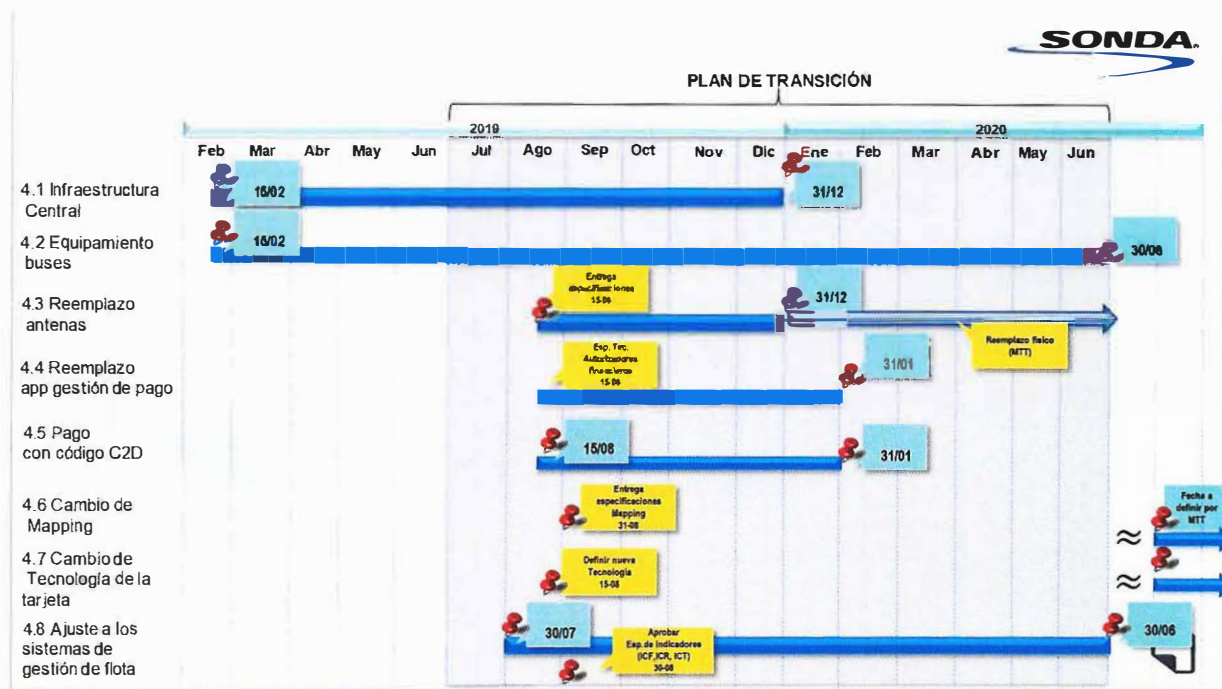 SONDA
PLAN DE TRANSICIÓN
2019
2020
Feb Mar Abr May Jun Jul Ago Sep Oct Nov Dic Ene Feb Mar Abr May Jun
4.1 Infraestructura
Central
16/02
31/12
4.2 Equipamiento
buses
16/02
30/06
4.3 Reemplazo
antenas
Entrega
especificaciones
15-08
31/12
Reemplazo físico
(MTT)
4.4 Reemplazo
app gestión de pago
Esp. Tec.
Autorizadores
financieros
15-08
31/01
4.5 Pago
con código C2D
15/08
31/01
4.6 Cambio de
Mapping
Entrega
especificaciones
Mapping
31-08
Fecha a
definir por
MTT
4.7 Cambio de
Tecnología de la
tarjeta
Definir nueva
Tecnología
15-08
4.8 Ajuste a los
sistemas de
gestión de flota
30/07
Aprobar
Esp. de Indicadores
(ICF, ICR, ICT)
30-08
30/06